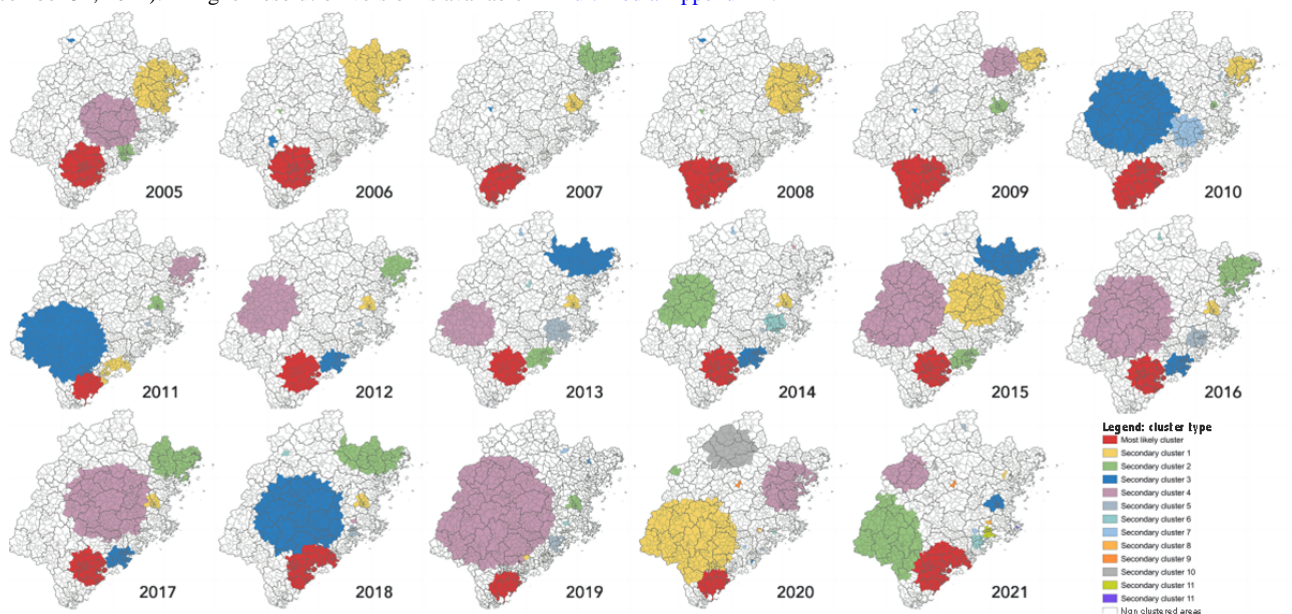 2005 2006 2007 2008 2009 2010
2011 2012 2013 2014 2015 2016
2017 2018 2019 2020 2021
Legend: cluster type
Most likely cluster
Secondary cluster 1
Secondary cluster 2
Secondary cluster 3
Secondary cluster 4
Secondary cluster 5
Secondary cluster 6
Secondary cluster 7
Secondary cluster 8
Secondary cluster 9
Secondary cluster 10
Secondary cluster 11
Secondary cluster 11
Non clustered areas